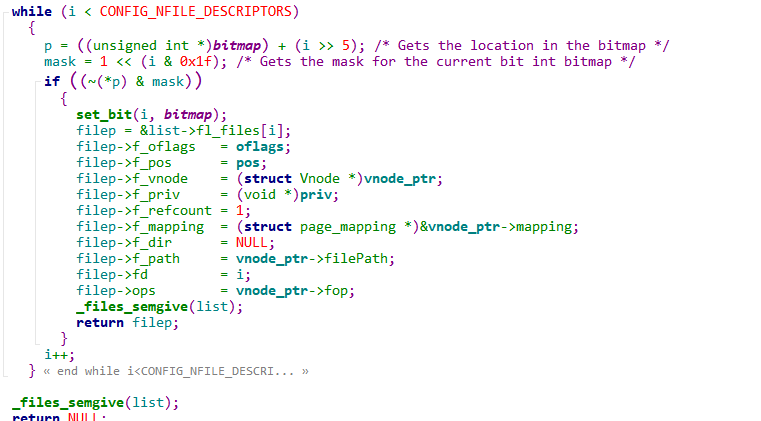 while (i < CONFIG_NFILE_DESCRIPTORS)
{
p = ((unsigned int *)bitmap) + (i >> 5); /* Gets the location in the bitmap */
mask = 1 << (i & 0x1f); /* Gets the mask for the current bit int bitmap */
if ((~(*p) & mask))
{
set_bit(i, bitmap);
filep = &list->fl_files[i];
filep->f_oflags = oflags;
filep->f_pos = pos;
filep->f_vnode = (struct Vnode *)vnode_ptr;
filep->f_priv = (void *)priv;
filep->f_refcount = 1;
filep->f_mapping = (struct page_mapping *)&vnode_ptr->mapping;
filep->f_dir = NULL;
filep->f_path = vnode_ptr->filePath;
filep->fd = i;
filep->ops = vnode_ptr->fop;
_files_semgive(list);
return filep;
}
i++;
} « end while i<CONFIG_NFILE_DESCRI... »
_files_semgive(list);
return NULL;